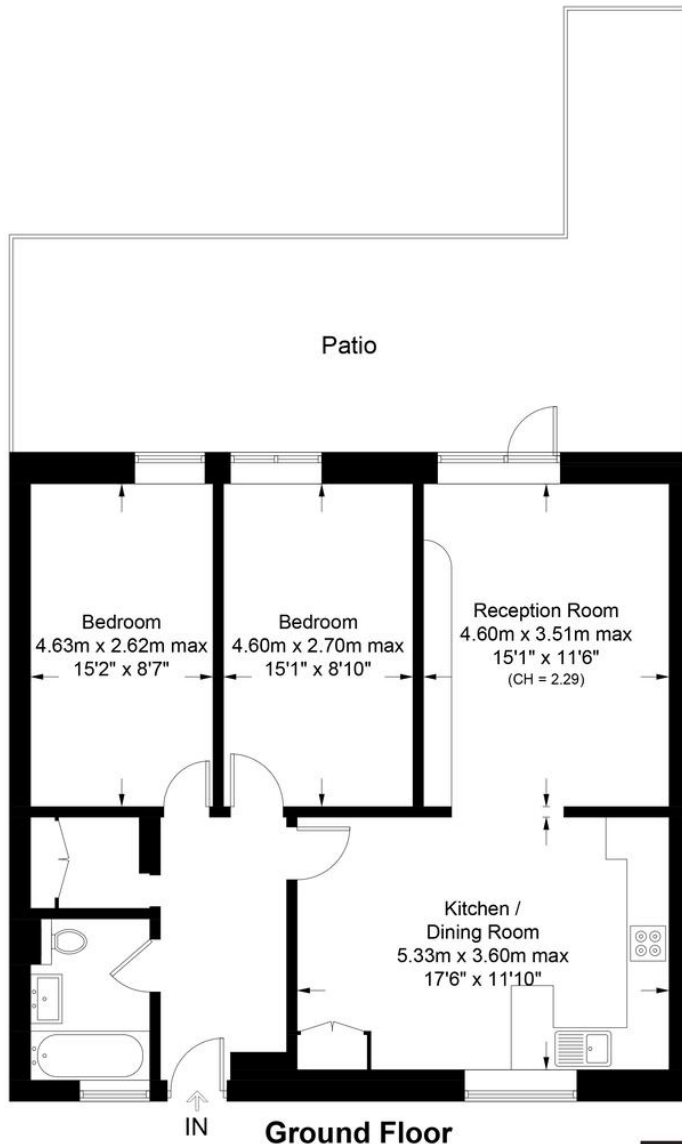 Patio
Bedroom
4.63m x 2.62m max
15'2" x 8'7"
Bedroom
4.60m x 2.70m max
15'1" x 8'10"
Reception Room
4.60m x 3.51m max
15'1" x 11'6"
(CH = 2.29)
Kitchen /
Dining Room
5.33m x 3.60m max
17'6" x 11'10"
IN
Ground Floor